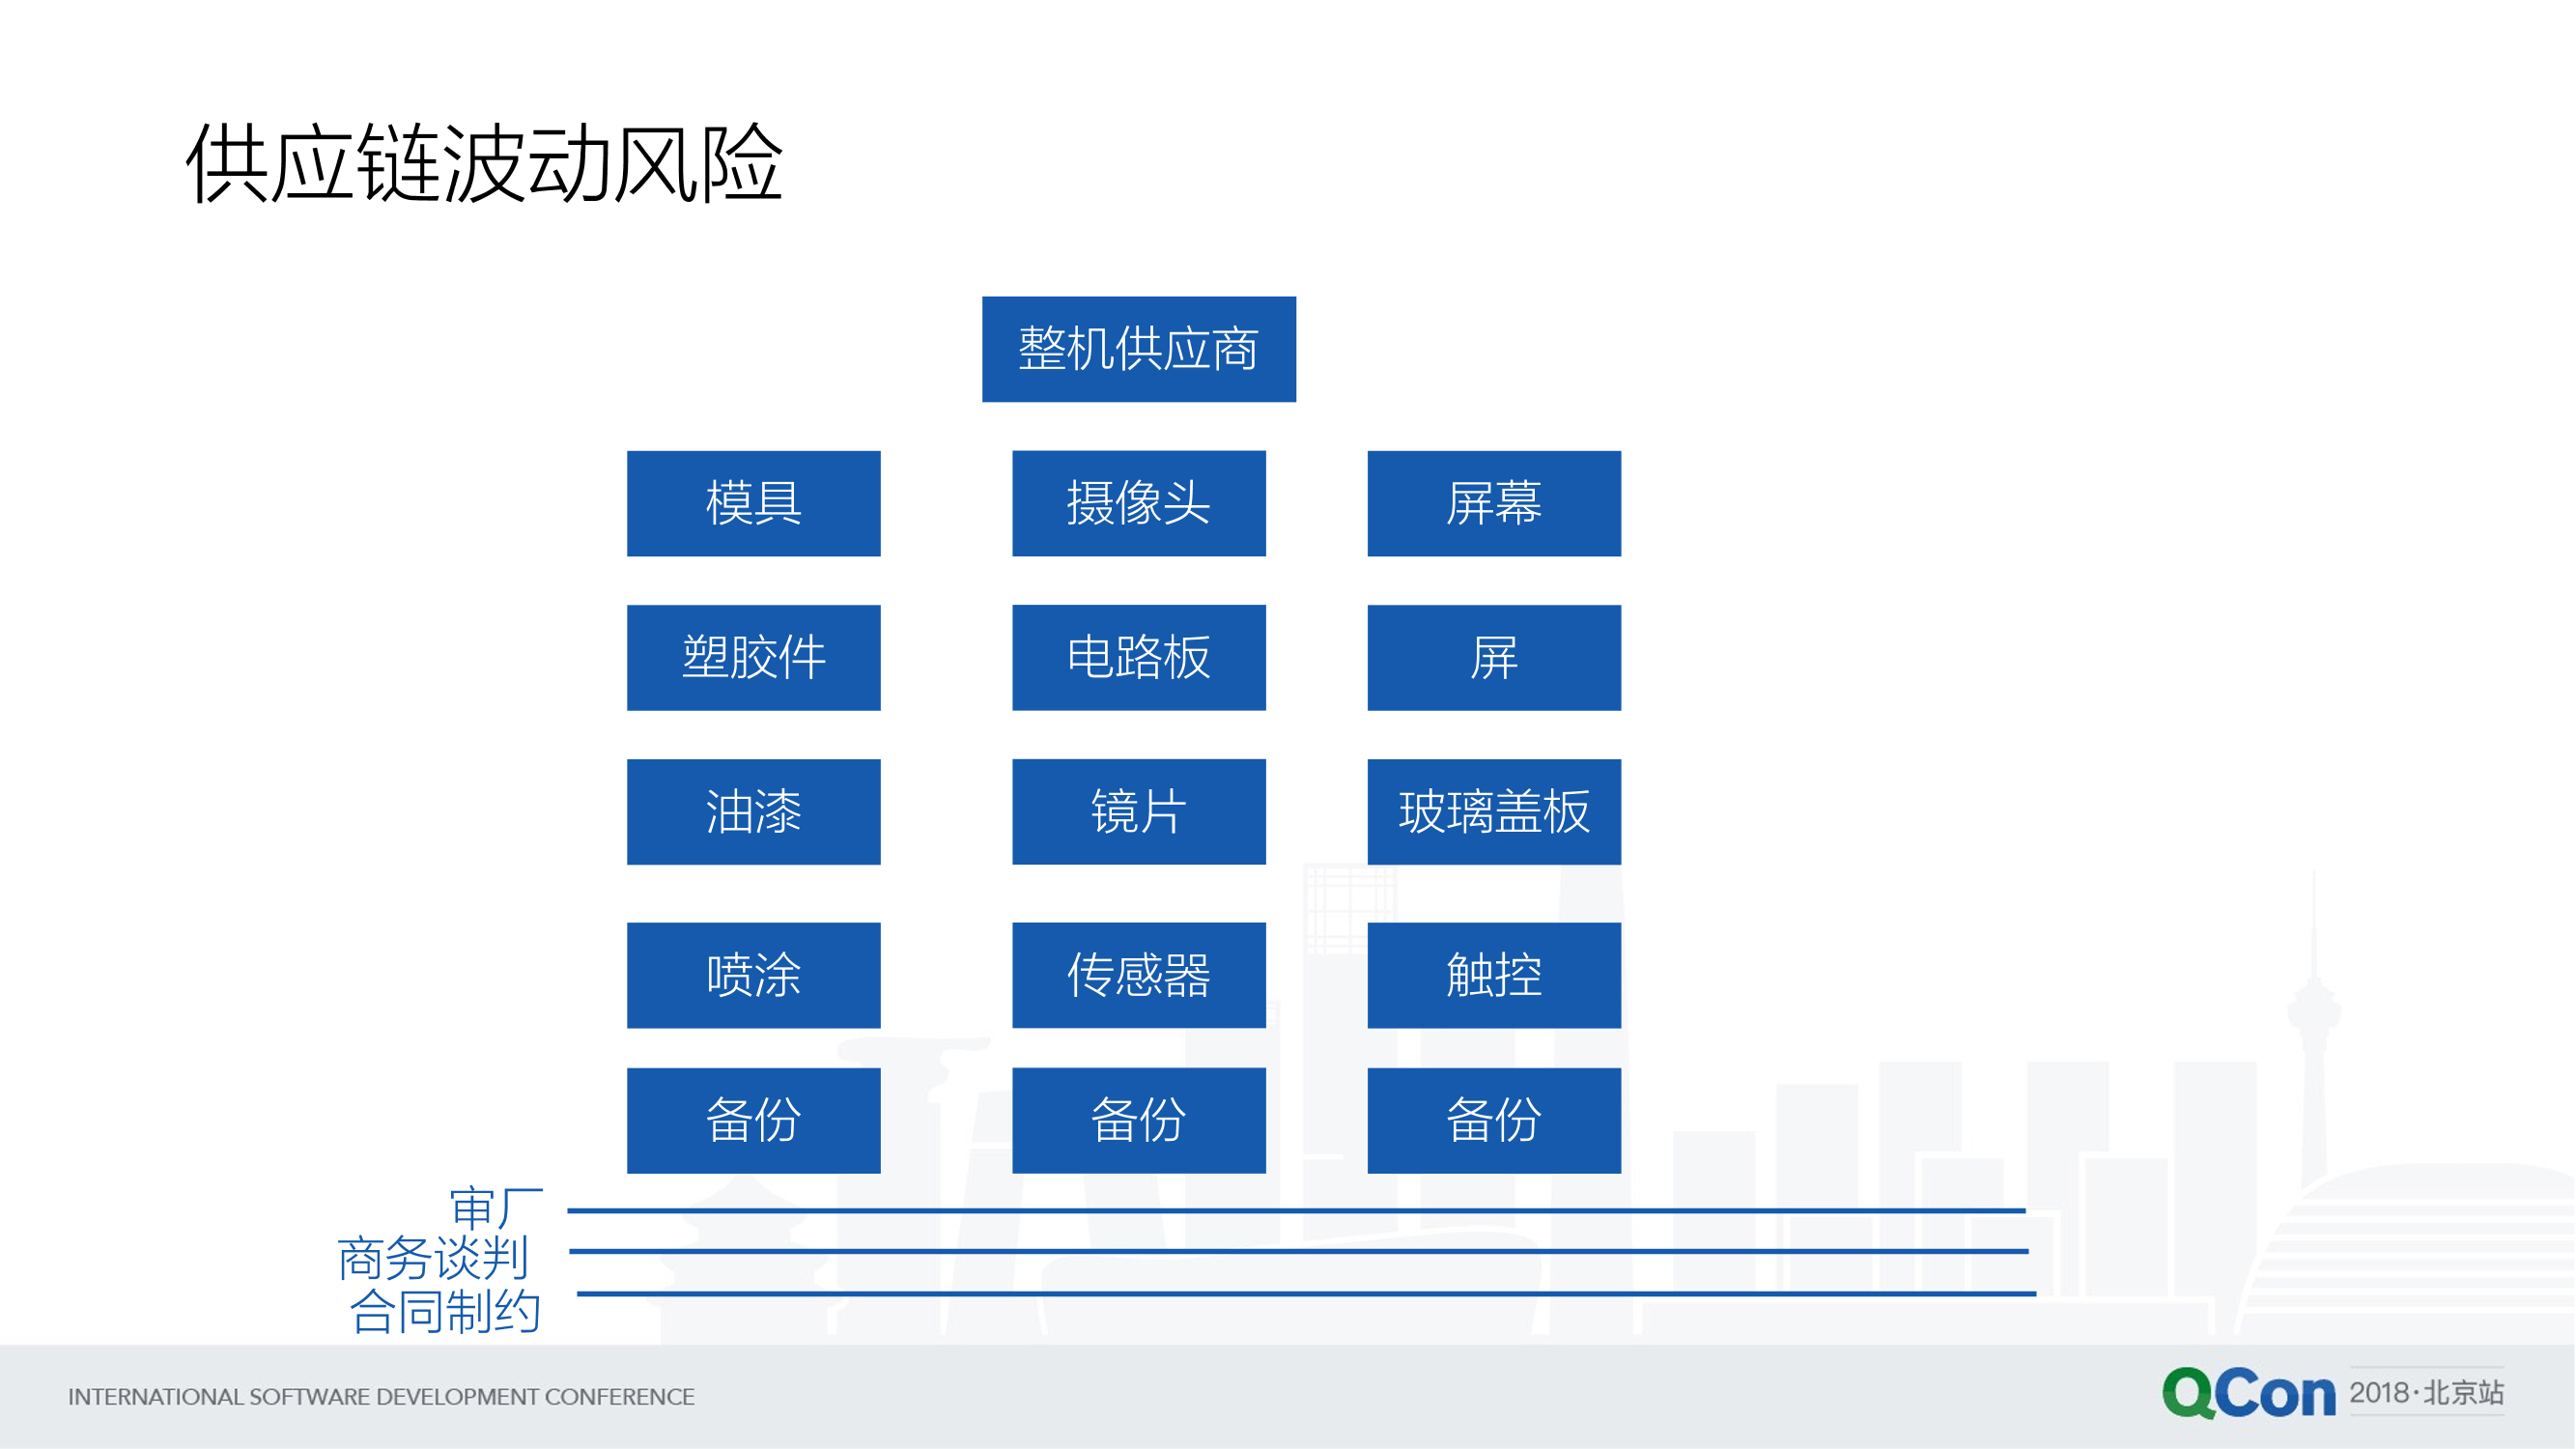 供应链波动风险
整机供应商
模具
摄像头
屏幕
塑胶件
电路板
屏
油漆
镜片
玻璃盖板
喷涂
传感器
触控
备份
备份
备份
审厂
商务谈判
合同制约
INTERNATIONAL SOFTWARE DEVELOPMENT CONFERENCE
QCon 2018·北京站